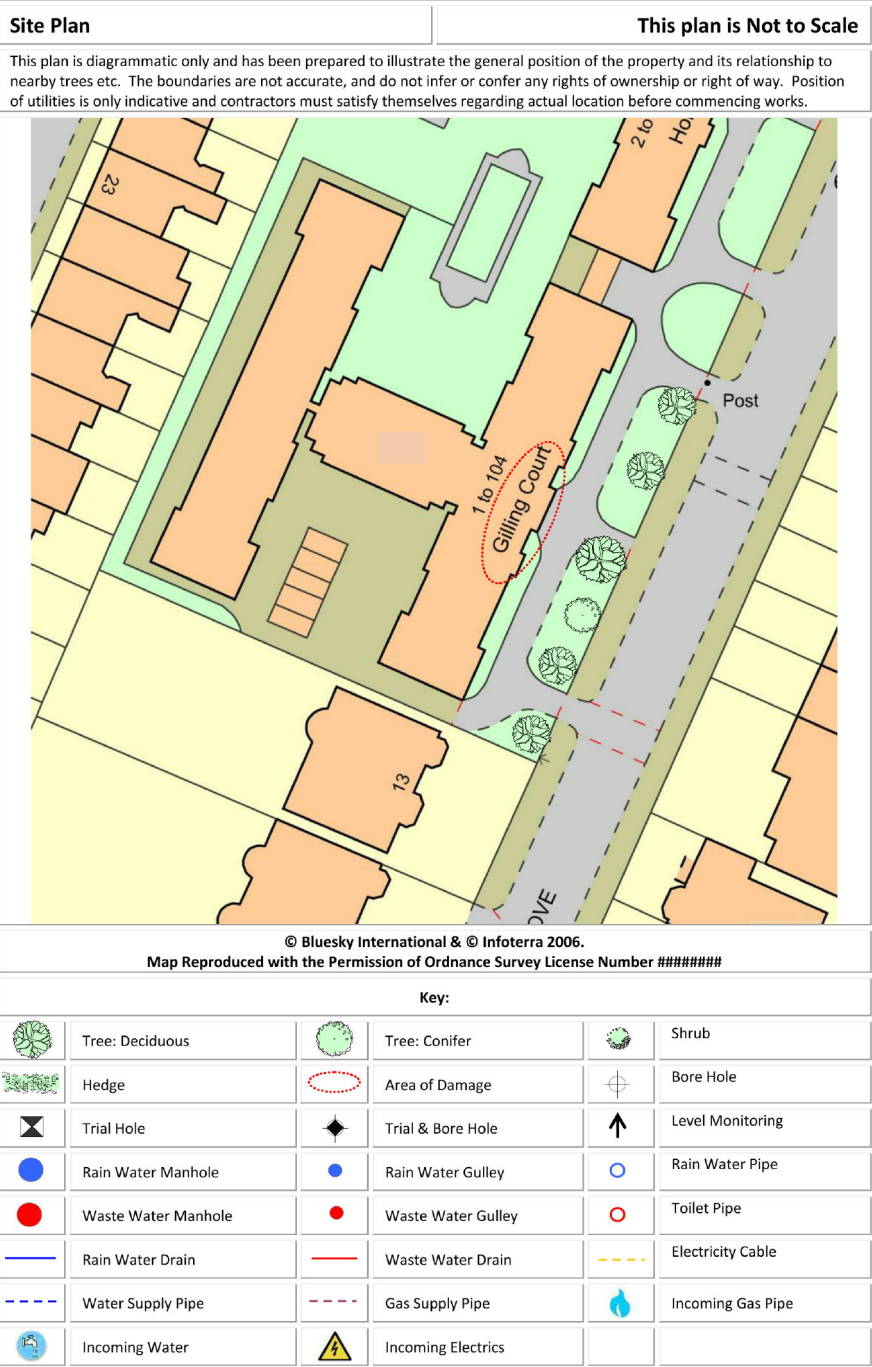 Site Plan
This plan is Not to Scale
This plan is diagrammatic only and has been prepared to illustrate the general position of the property and its relationship to
nearby trees etc. The boundaries are not accurate, and do not infer or confer any rights of ownership or right of way. Position
of utilities is only indicative and contractors must satisfy themselves regarding actual location before commencing works.
2 to
Ho
23
Post
1 to 104
Gilling Court
13
OVE
© Bluesky International & © Infoterra 2006.
Map Reproduced with the Permission of Ordnance Survey License Number ########
Key:
Tree: Deciduous
Tree: Conifer
Shrub
Hedge
Area of Damage
Bore Hole
Trial Hole
Trial & Bore Hole
Level Monitoring
Rain Water Manhole
Rain Water Gulley
Rain Water Pipe
Waste Water Manhole
Waste Water Gulley
Toilet Pipe
Rain Water Drain
Waste Water Drain
Electricity Cable
Water Supply Pipe
Gas Supply Pipe
Incoming Gas Pipe
Incoming Water
Incoming Electrics